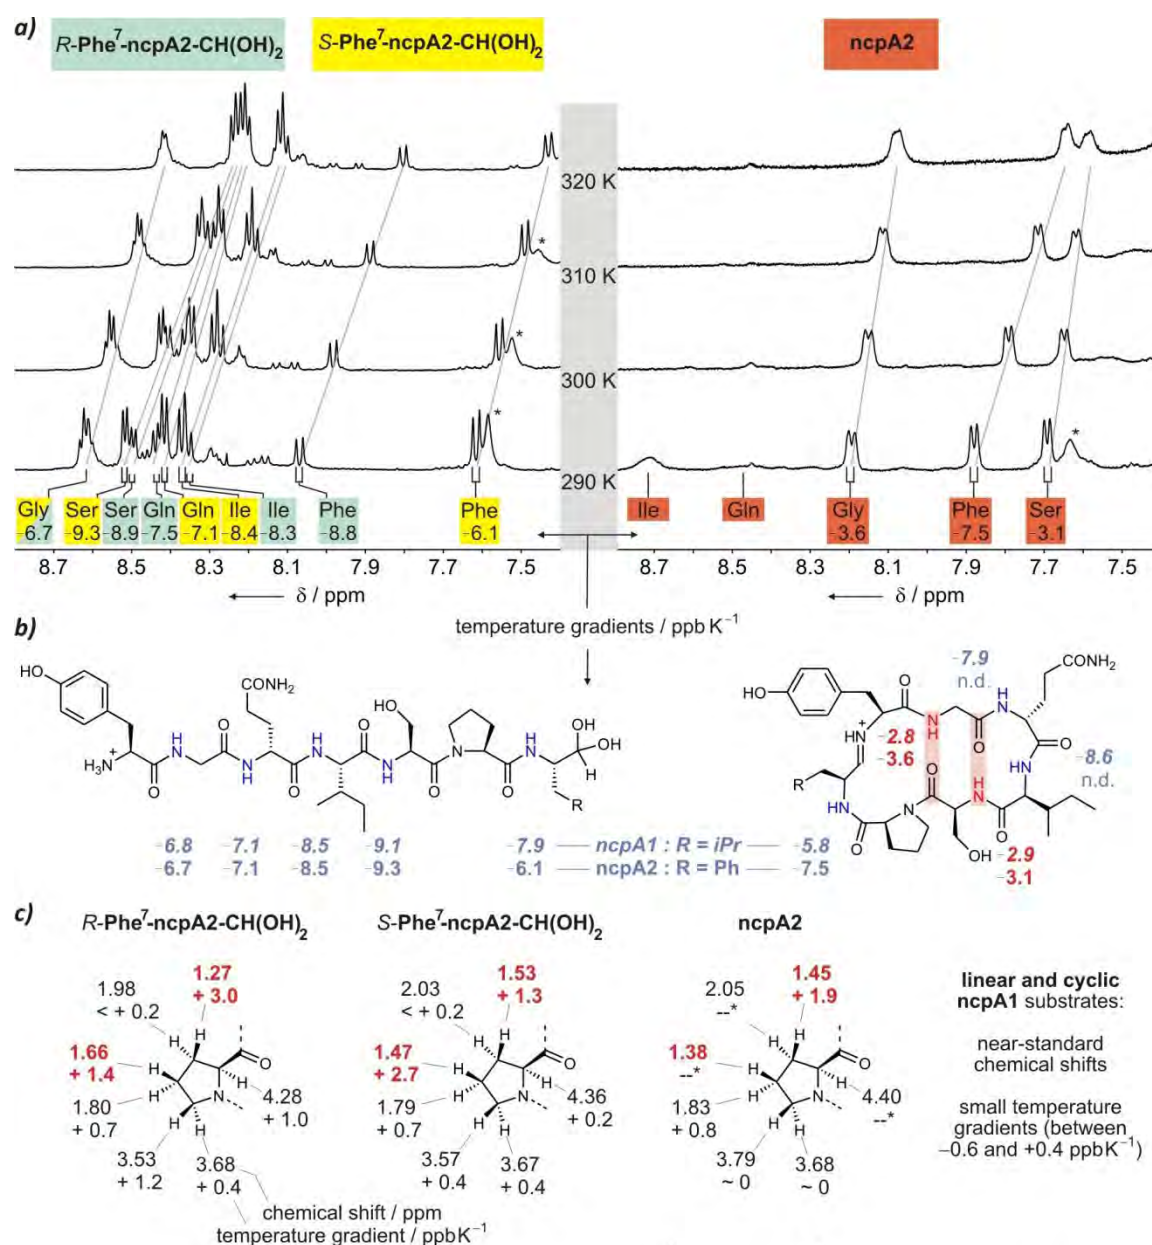 a)
R-Phe7-ncpA2-CH(OH)2
S-Phe7-ncpA2-CH(OH)2
ncpA2
320 K
310 K
*
300 K
*
290 K
*
*
Gly -6.7
Ser -9.3
Ser -8.9
Gln -7.5
Gln -7.1
Ile -8.4
Ile -8.3
Phe -8.8
Phe -6.1
Ile
Gln
Gly -3.6
Phe -7.5
Ser -3.1
8.7 8.5 8.3 8.1 7.9 7.7 7.5
8.7 8.5 8.3 8.1 7.9 7.7 7.5
δ / ppm
δ / ppm
temperature gradients / ppb K−1
b)
HO
CONH2
HO
OH
OH
H3N
+
O
H
N
R
-6.8 -7.1 -8.5 -9.1 -7.9 ncpA1 : R = iPr -5.8
-6.7 -7.1 -8.5 -9.3 -6.1 ncpA2 : R = Ph -7.5
HO
-7.9
n.d.
CONH2
-2.8
-3.6
-8.6
n.d.
R
OH
-2.9
-3.1
c)
R-Phe7-ncpA2-CH(OH)2
1.98
< + 0.2
1.27
+ 3.0
1.66
+ 1.4
1.80
+ 0.7
4.28
+ 1.0
3.53
+ 1.2
3.68
+ 0.4
S-Phe7-ncpA2-CH(OH)2
2.03
< + 0.2
1.53
+ 1.3
1.47
+ 2.7
1.79
+ 0.7
4.36
+ 0.2
3.57
+ 0.4
3.67
+ 0.4
ncpA2
2.05
--*
1.45
+ 1.9
1.38
--*
1.83
+ 0.8
4.40
--*
3.79
~ 0
3.68
~ 0
chemical shift / ppm
temperature gradient / ppbK−1
linear and cyclic
ncpA1 substrates:
near-standard
chemical shifts
small temperature
gradients (between
−0.6 and +0.4 ppbK−1)